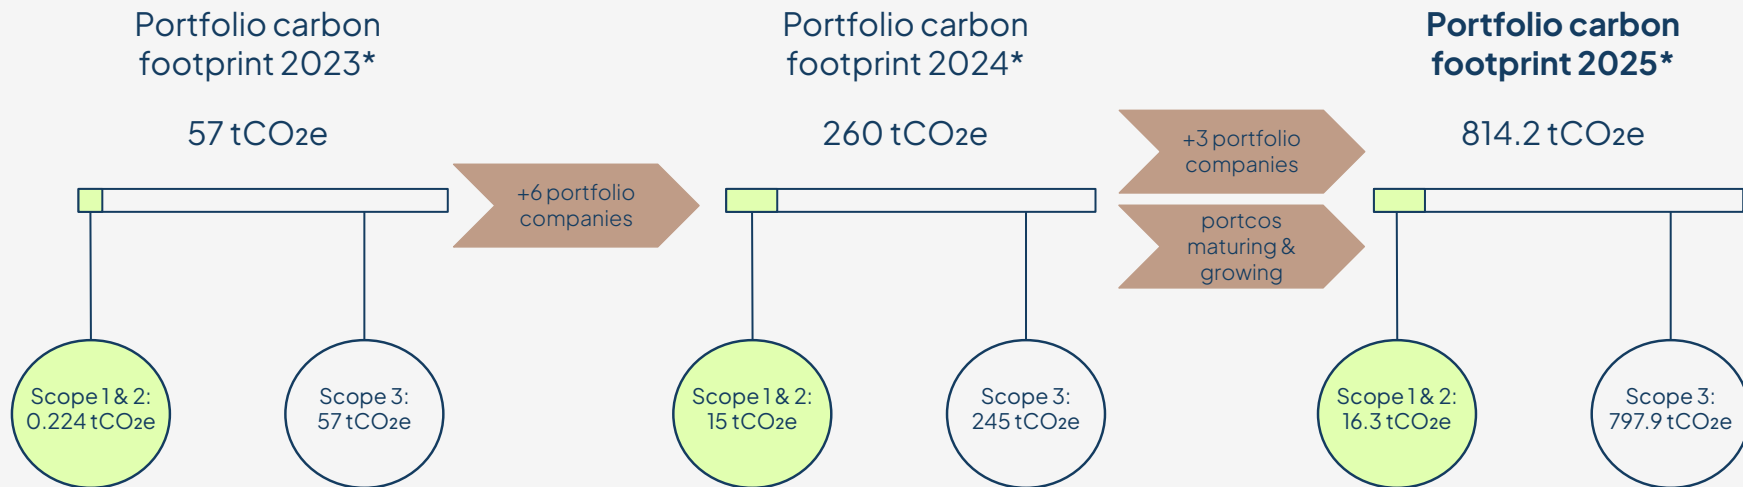 Portfolio carbon
footprint 2023*
57 tCO2e
Scope 1 & 2:
0.224 tCO2e
Scope 3:
57 tCO2e
+6 portfolio
companies
Portfolio carbon
footprint 2024*
260 tCO2e
Scope 1 & 2:
15 tCO2e
Scope 3:
245 tCO2e
+3 portfolio
companies
portcos
maturing &
growing
Portfolio carbon
footprint 2025*
814.2 tCO2e
Scope 1 & 2:
16.3 tCO2e
Scope 3:
797.9 tCO2e